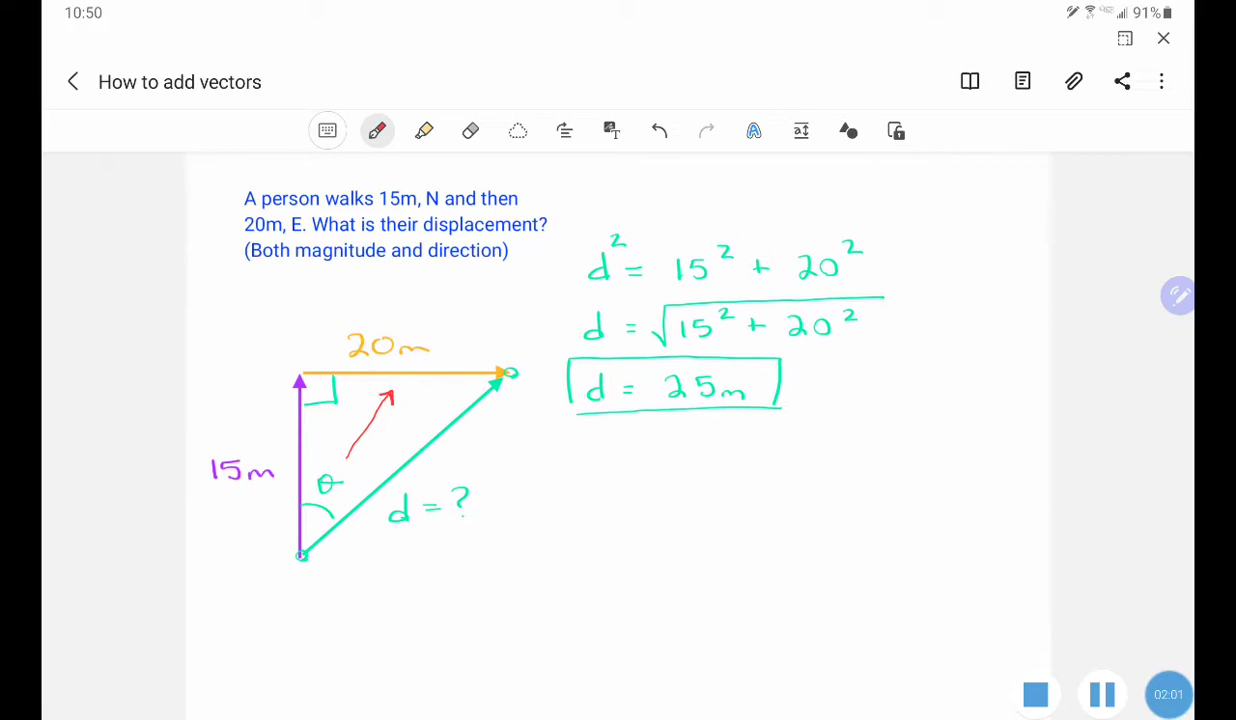 10:50
91%
How to add vectors
A person walks 15m, N and then
20m, E. What is their displacement?
(Both magnitude and direction)
d² = 15² + 20²
d = √15² + 20²
d = 25m
20m
15m
θ
d = ?
02:01